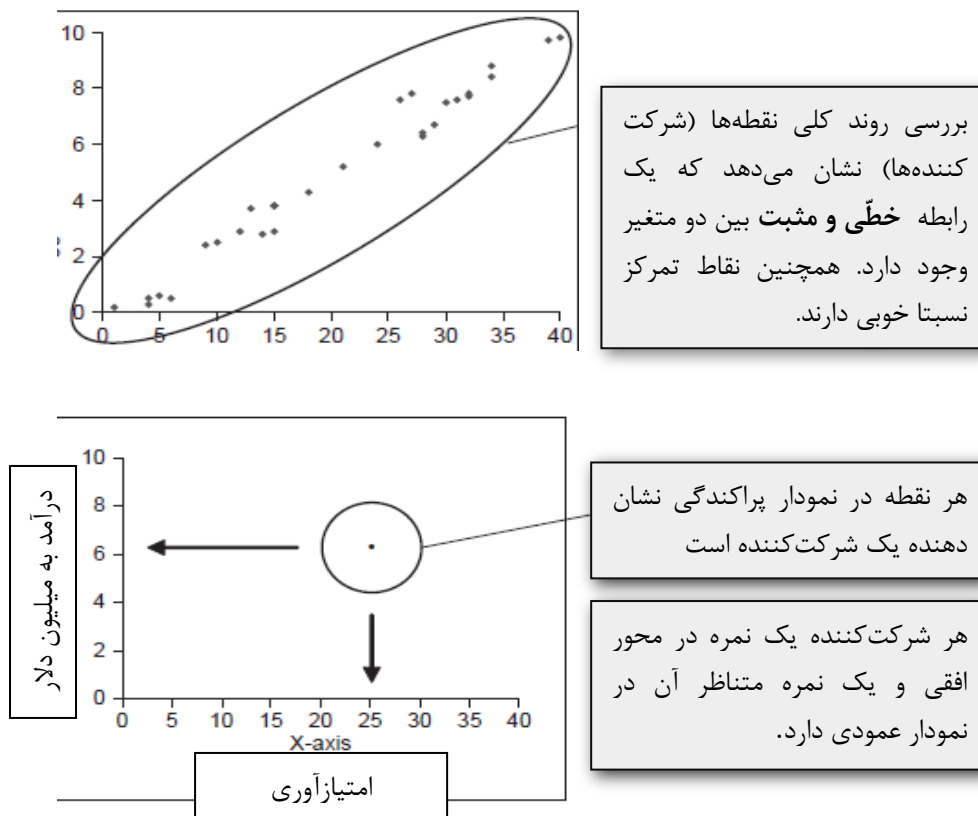 10
8
6
4
2
0
0 5 10 15 20 25 30 35 40
بررسی روند کلی نقطه‌ها (شرکت
کننده‌ها) نشان می‌دهد که یک
رابطه خطّی و مثبت بین دو متغیر
وجود دارد. همچنین نقاط تمرکز
نسبتا خوبی دارند.
درآمد به میلیون دلار
10
8
6
4
2
0
0 5 10 15 20 25 30 35 40
X-axis
امتیازآوری
هر نقطه در نمودار پراکندگی نشان
دهنده یک شرکت‌کننده است
هر شرکت‌کننده یک نمره در محور
افقی و یک نمره متناظر آن در
نمودار عمودی دارد.